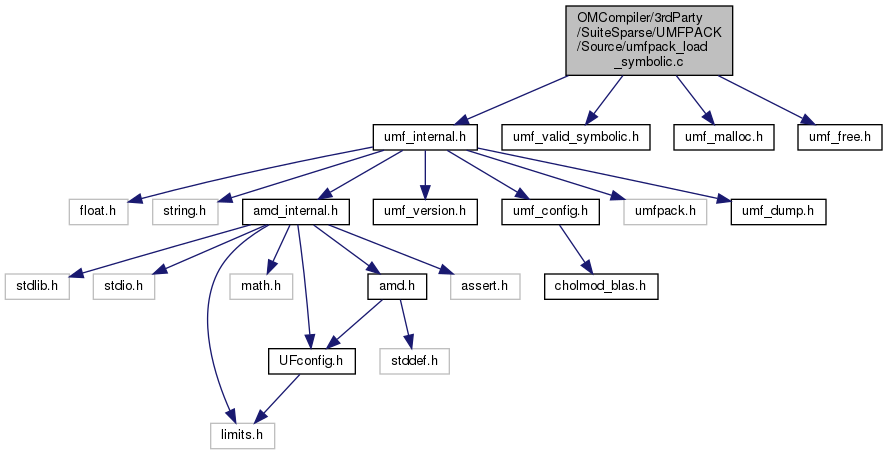 OMCompiler/3rdParty
/SuiteSparse/UMFPACK
/Source/umfpack_load
_symbolic.c
umf_internal.h
umf_valid_symbolic.h
umf_malloc.h
umf_free.h
float.h
string.h
amd_internal.h
umf_version.h
umf_config.h
umfpack.h
umf_dump.h
stdlib.h
stdio.h
math.h
amd.h
assert.h
cholmod_blas.h
UFconfig.h
stddef.h
limits.h